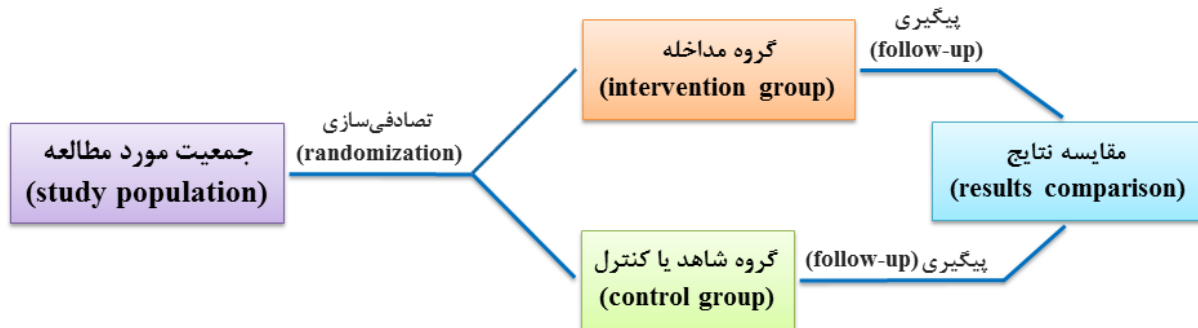 جمعیت مورد مطالعه
(study population)
تصادفی‌سازی
(randomization)
گروه مداخله
(intervention group)
پیگیری
(follow-up)
گروه شاهد یا کنترل
(control group)
پیگیری (follow-up)
مقایسه نتایج
(results comparison)